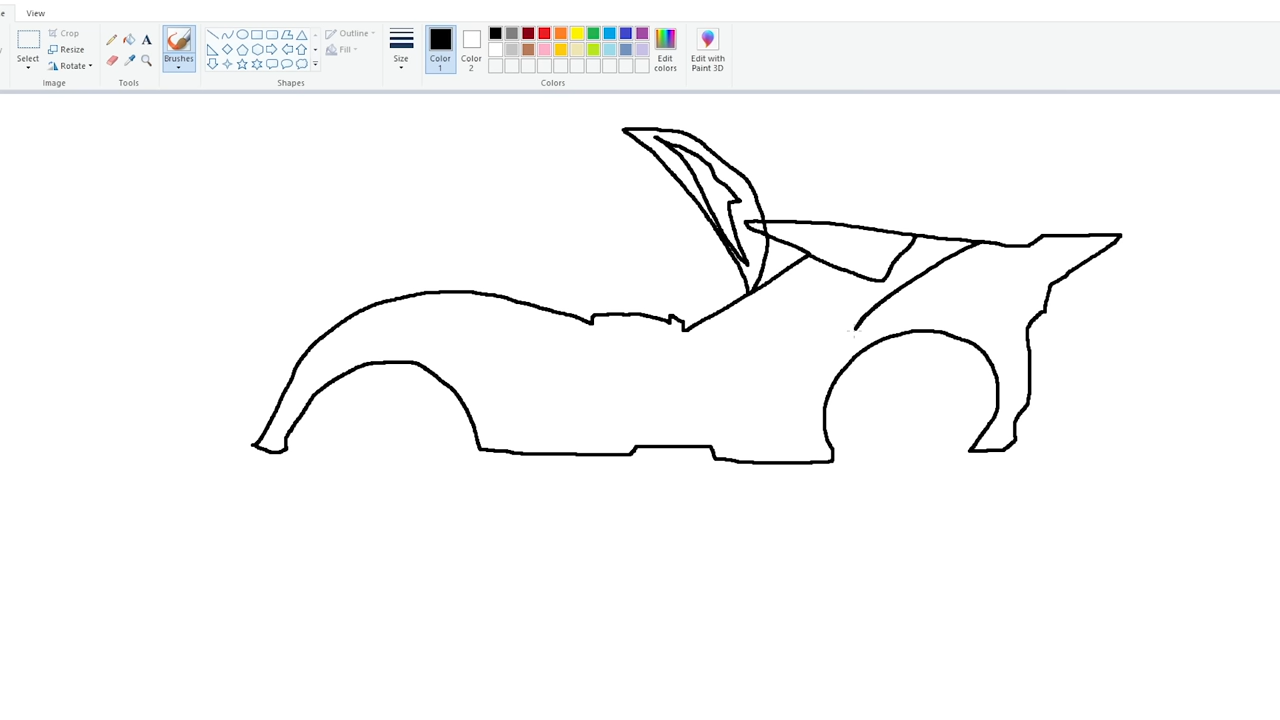 View
Select
Crop
Resize
Rotate
Image
A
Tools
Brushes
Shapes
Outline
Fill
Size
Color
1
Color
2
Edit
colors
Colors
Edit with
Paint 3D